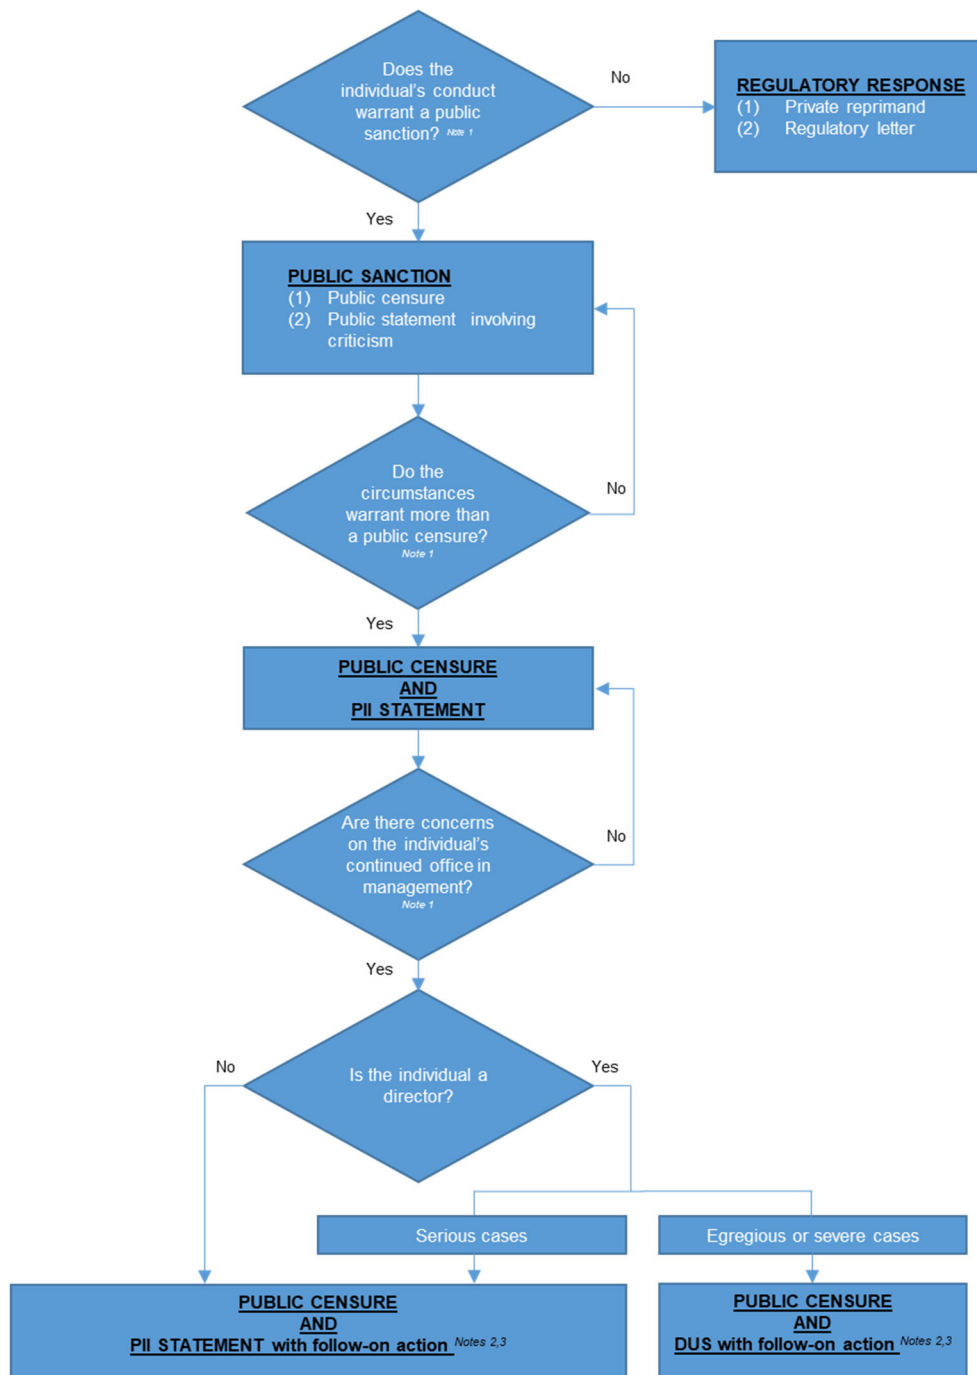 Does the
individual's conduct
warrant a public
sanction? Note 1
No
REGULATORY RESPONSE
(1) Private reprimand
(2) Regulatory letter
Yes
PUBLIC SANCTION
(1) Public censure
(2) Public statement involving
criticism
Do the
circumstances
warrant more than
a public censure?
Note 1
No
Yes
PUBLIC CENSURE
AND
PII STATEMENT
Are there concerns
on the individual's
continued office in
management?
Note 1
No
Yes
No
Is the individual a
director?
Yes
Serious cases
Egregious or severe cases
PUBLIC CENSURE
AND
PII STATEMENT with follow-on action Notes 2,3
PUBLIC CENSURE
AND
DUS with follow-on action Notes 2,3